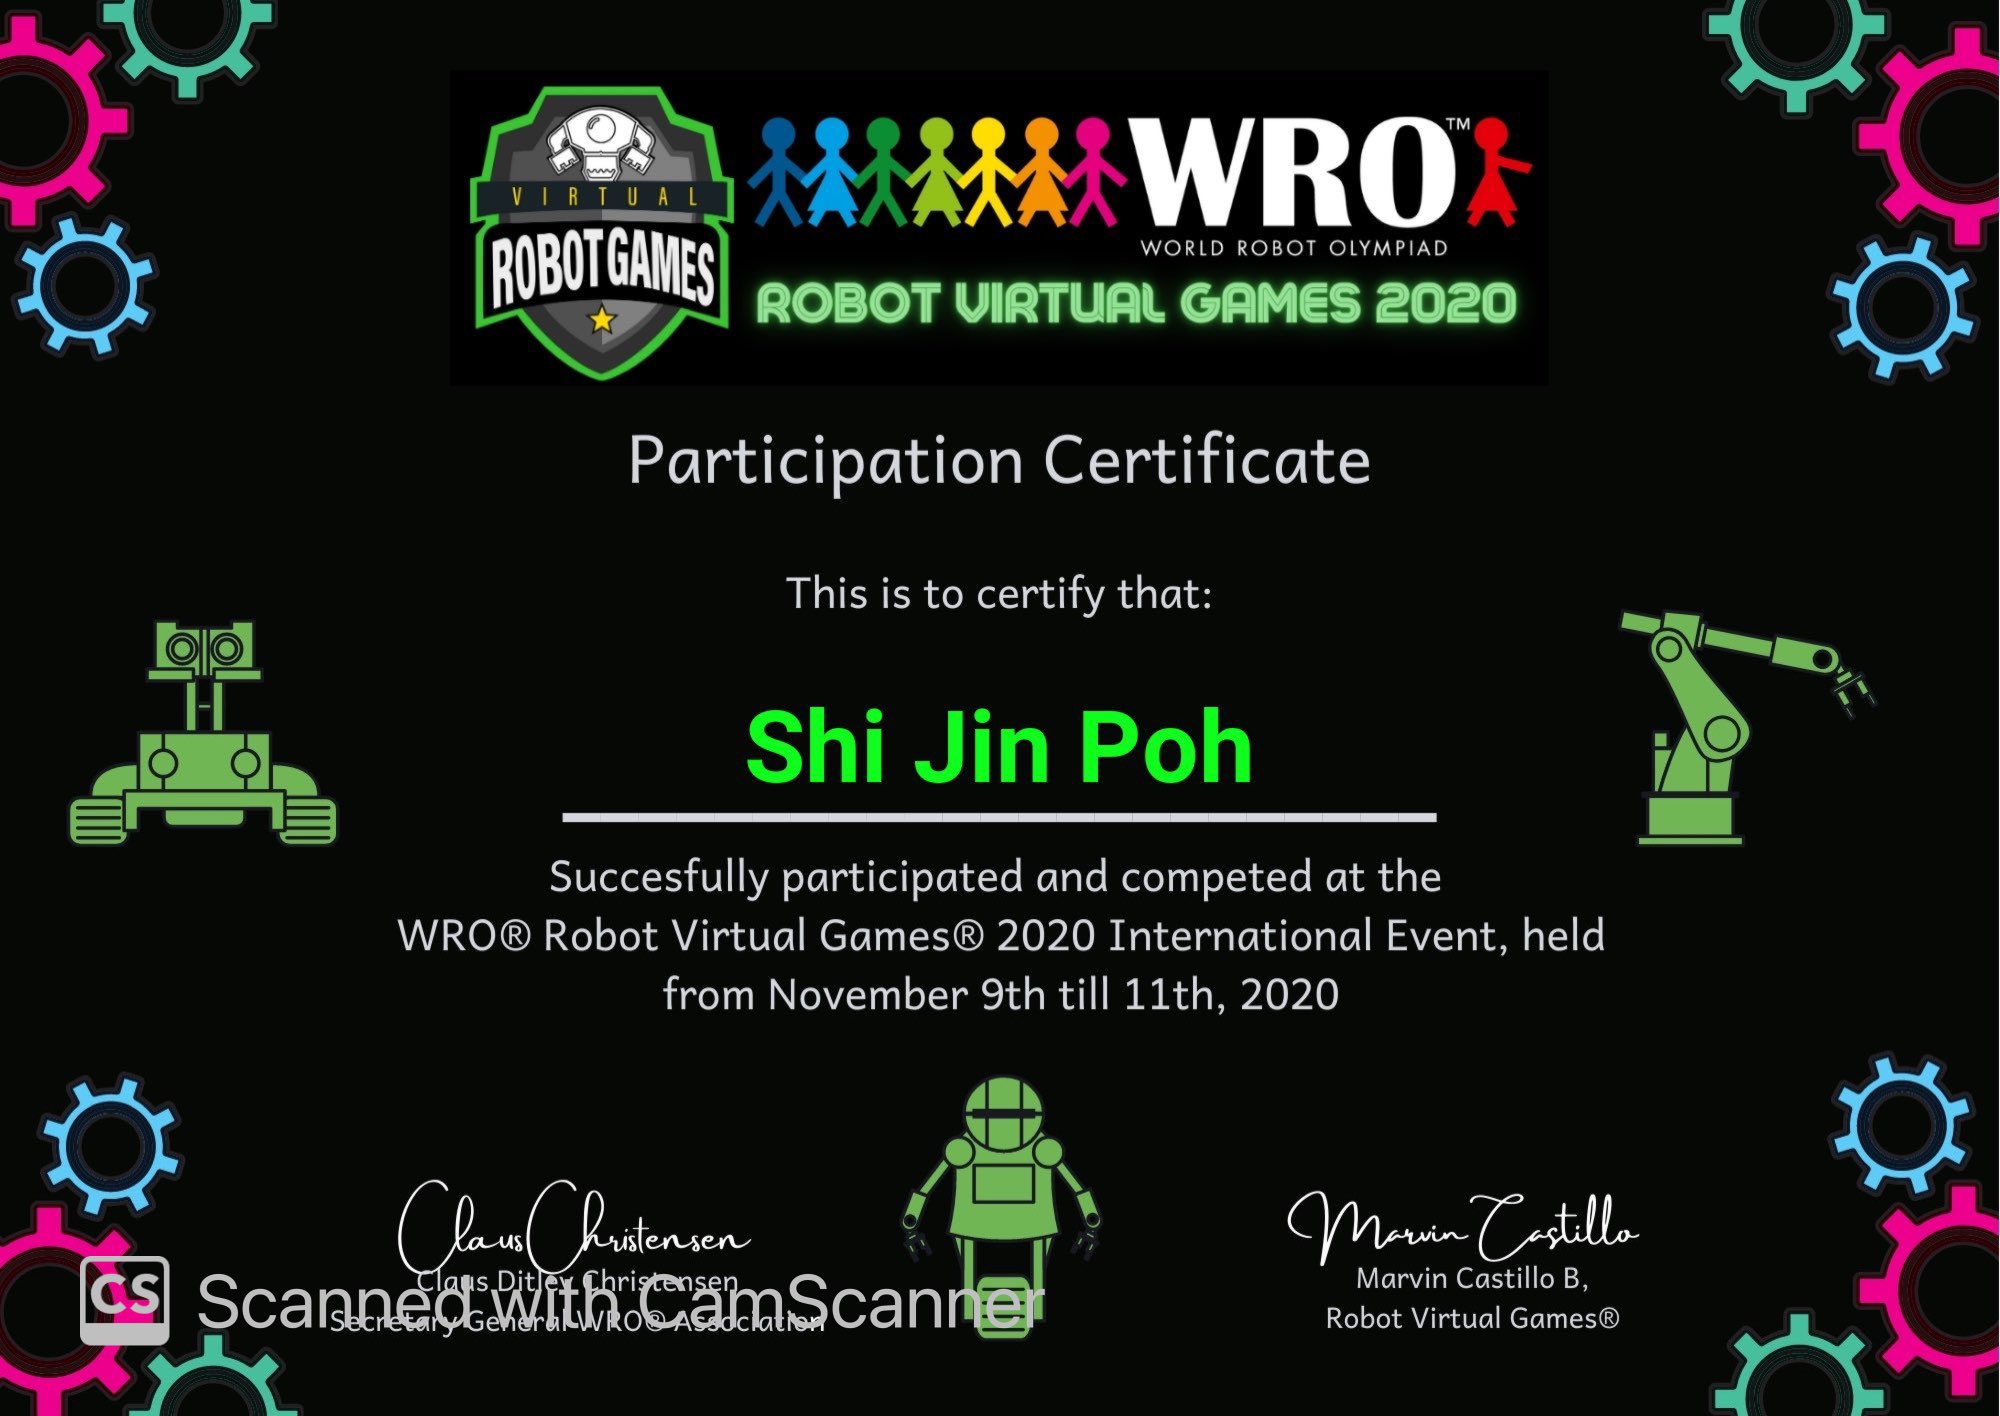 VIRTUAL
ROBOT GAMES
WRO™
WORLD ROBOT OLYMPIAD
ROBOT VIRTUAL GAMES 2020
Participation Certificate
This is to certify that:
Shi Jin Poh
Succesfully participated and competed at the
WRO® Robot Virtual Games® 2020 International Event, held
from November 9th till 11th, 2020
Claus Christensen
Claus Ditlev Christensen
Secretary General WRO® Association
Marvin Castillo
Marvin Castillo B,
Robot Virtual Games®
CS Scanned with CamScanner